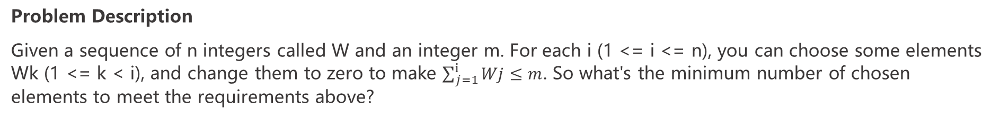 Problem Description
Given a sequence of n integers called W and an integer m. For each i (1 <= i <= n), you can choose some elements
Wk (1 <= k < i), and change them to zero to make ∑ⁱⱼ₌₁ Wj ≤ m. So what's the minimum number of chosen
elements to meet the requirements above?